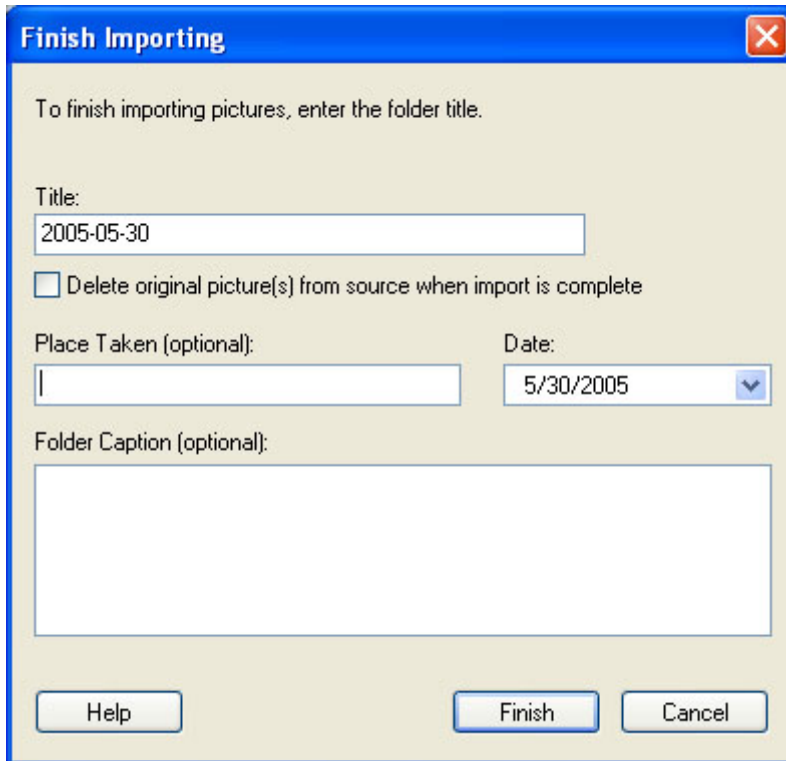 Finish Importing
To finish importing pictures, enter the folder title.
Title:
2005-05-30
Delete original picture(s) from source when import is complete
Place Taken (optional):
Date:
5/30/2005
Folder Caption (optional):
Help
Finish
Cancel